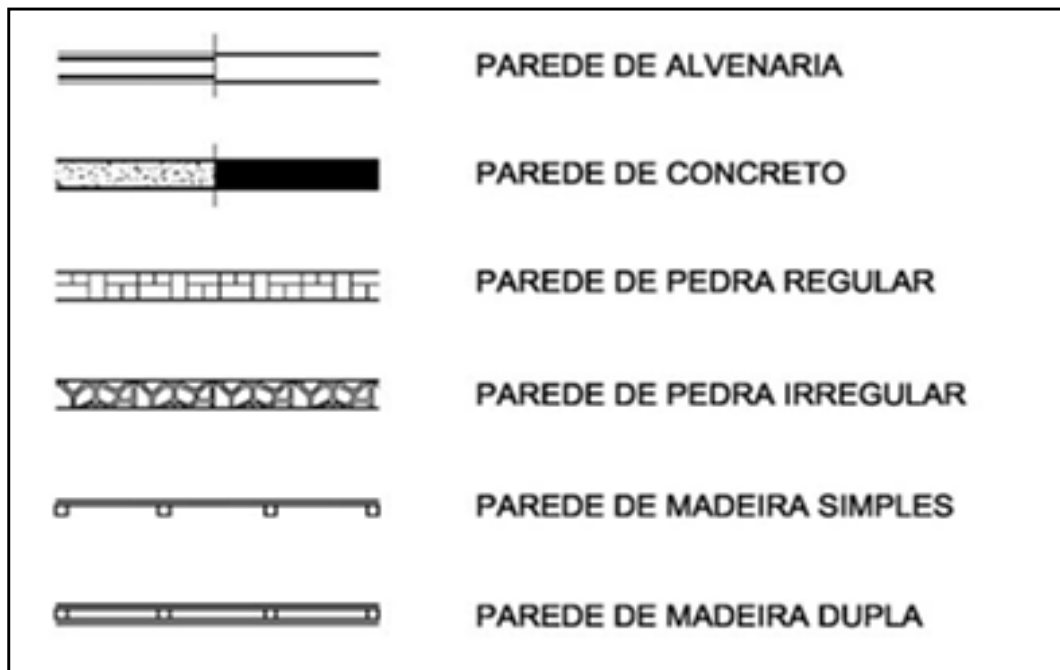 PAREDE DE ALVENARIA
PAREDE DE CONCRETO
PAREDE DE PEDRA REGULAR
PAREDE DE PEDRA IRREGULAR
PAREDE DE MADEIRA SIMPLES
PAREDE DE MADEIRA DUPLA